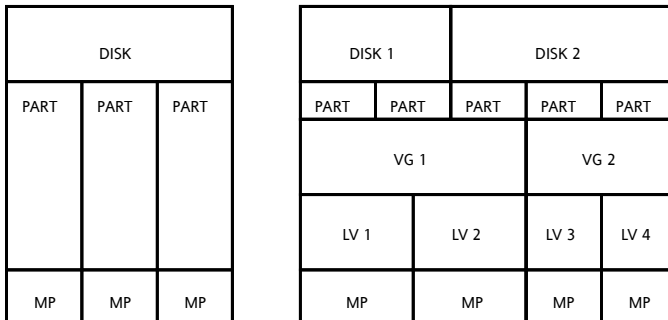 DISK
PART PART PART
MP MP MP
DISK 1 DISK 2
PART PART PART PART PART
VG 1 VG 2
LV 1 LV 2 LV 3 LV 4
MP MP MP MP